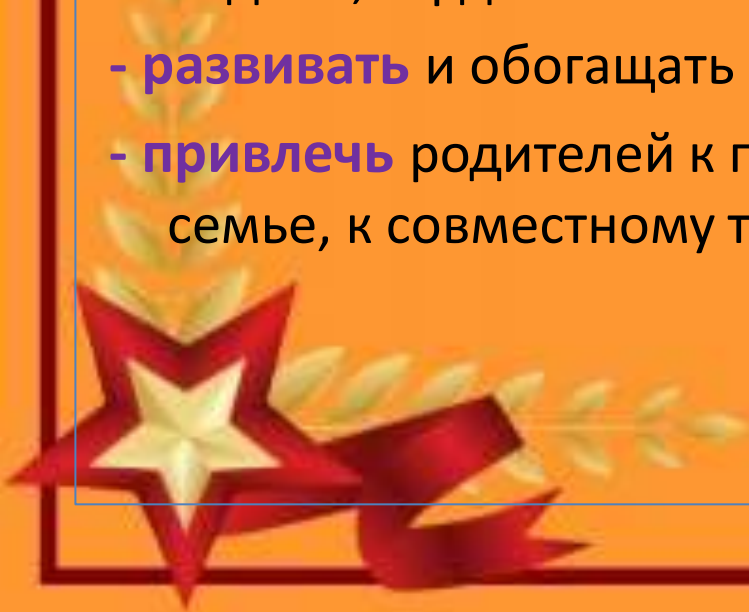 - развивать и обогащать
- привлечь родителей к
семье, к совместному